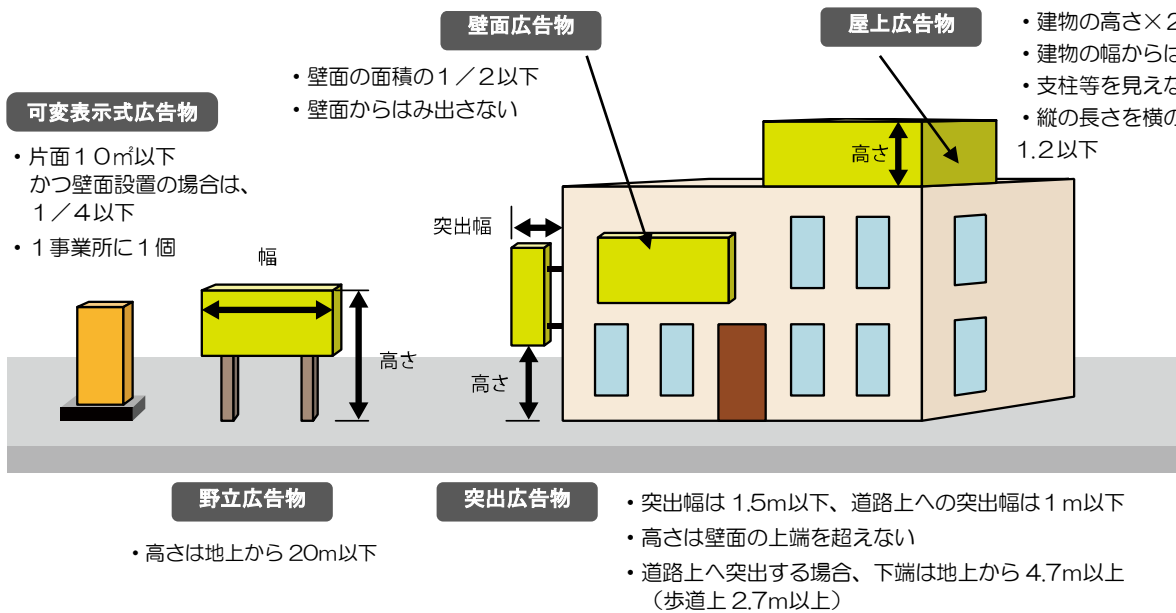 壁面広告物
・壁面の面積の1/2以下
・壁面からはみ出さない
屋上広告物
・建物の高さ×2
・建物の幅からは
・支柱等を見えな
・縦の長さを横の
1.2以下
可変表示式広告物
・片面10㎡以下
かつ壁面設置の場合は、
1/4以下
・1事業所に1個
高さ
突出幅
幅
高さ
高さ
野立広告物
・高さは地上から 20m以下
突出広告物
・突出幅は 1.5m以下、道路上への突出幅は1m以下
・高さは壁面の上端を超えない
・道路上へ突出する場合、下端は地上から 4.7m以上
(歩道上 2.7m以上)